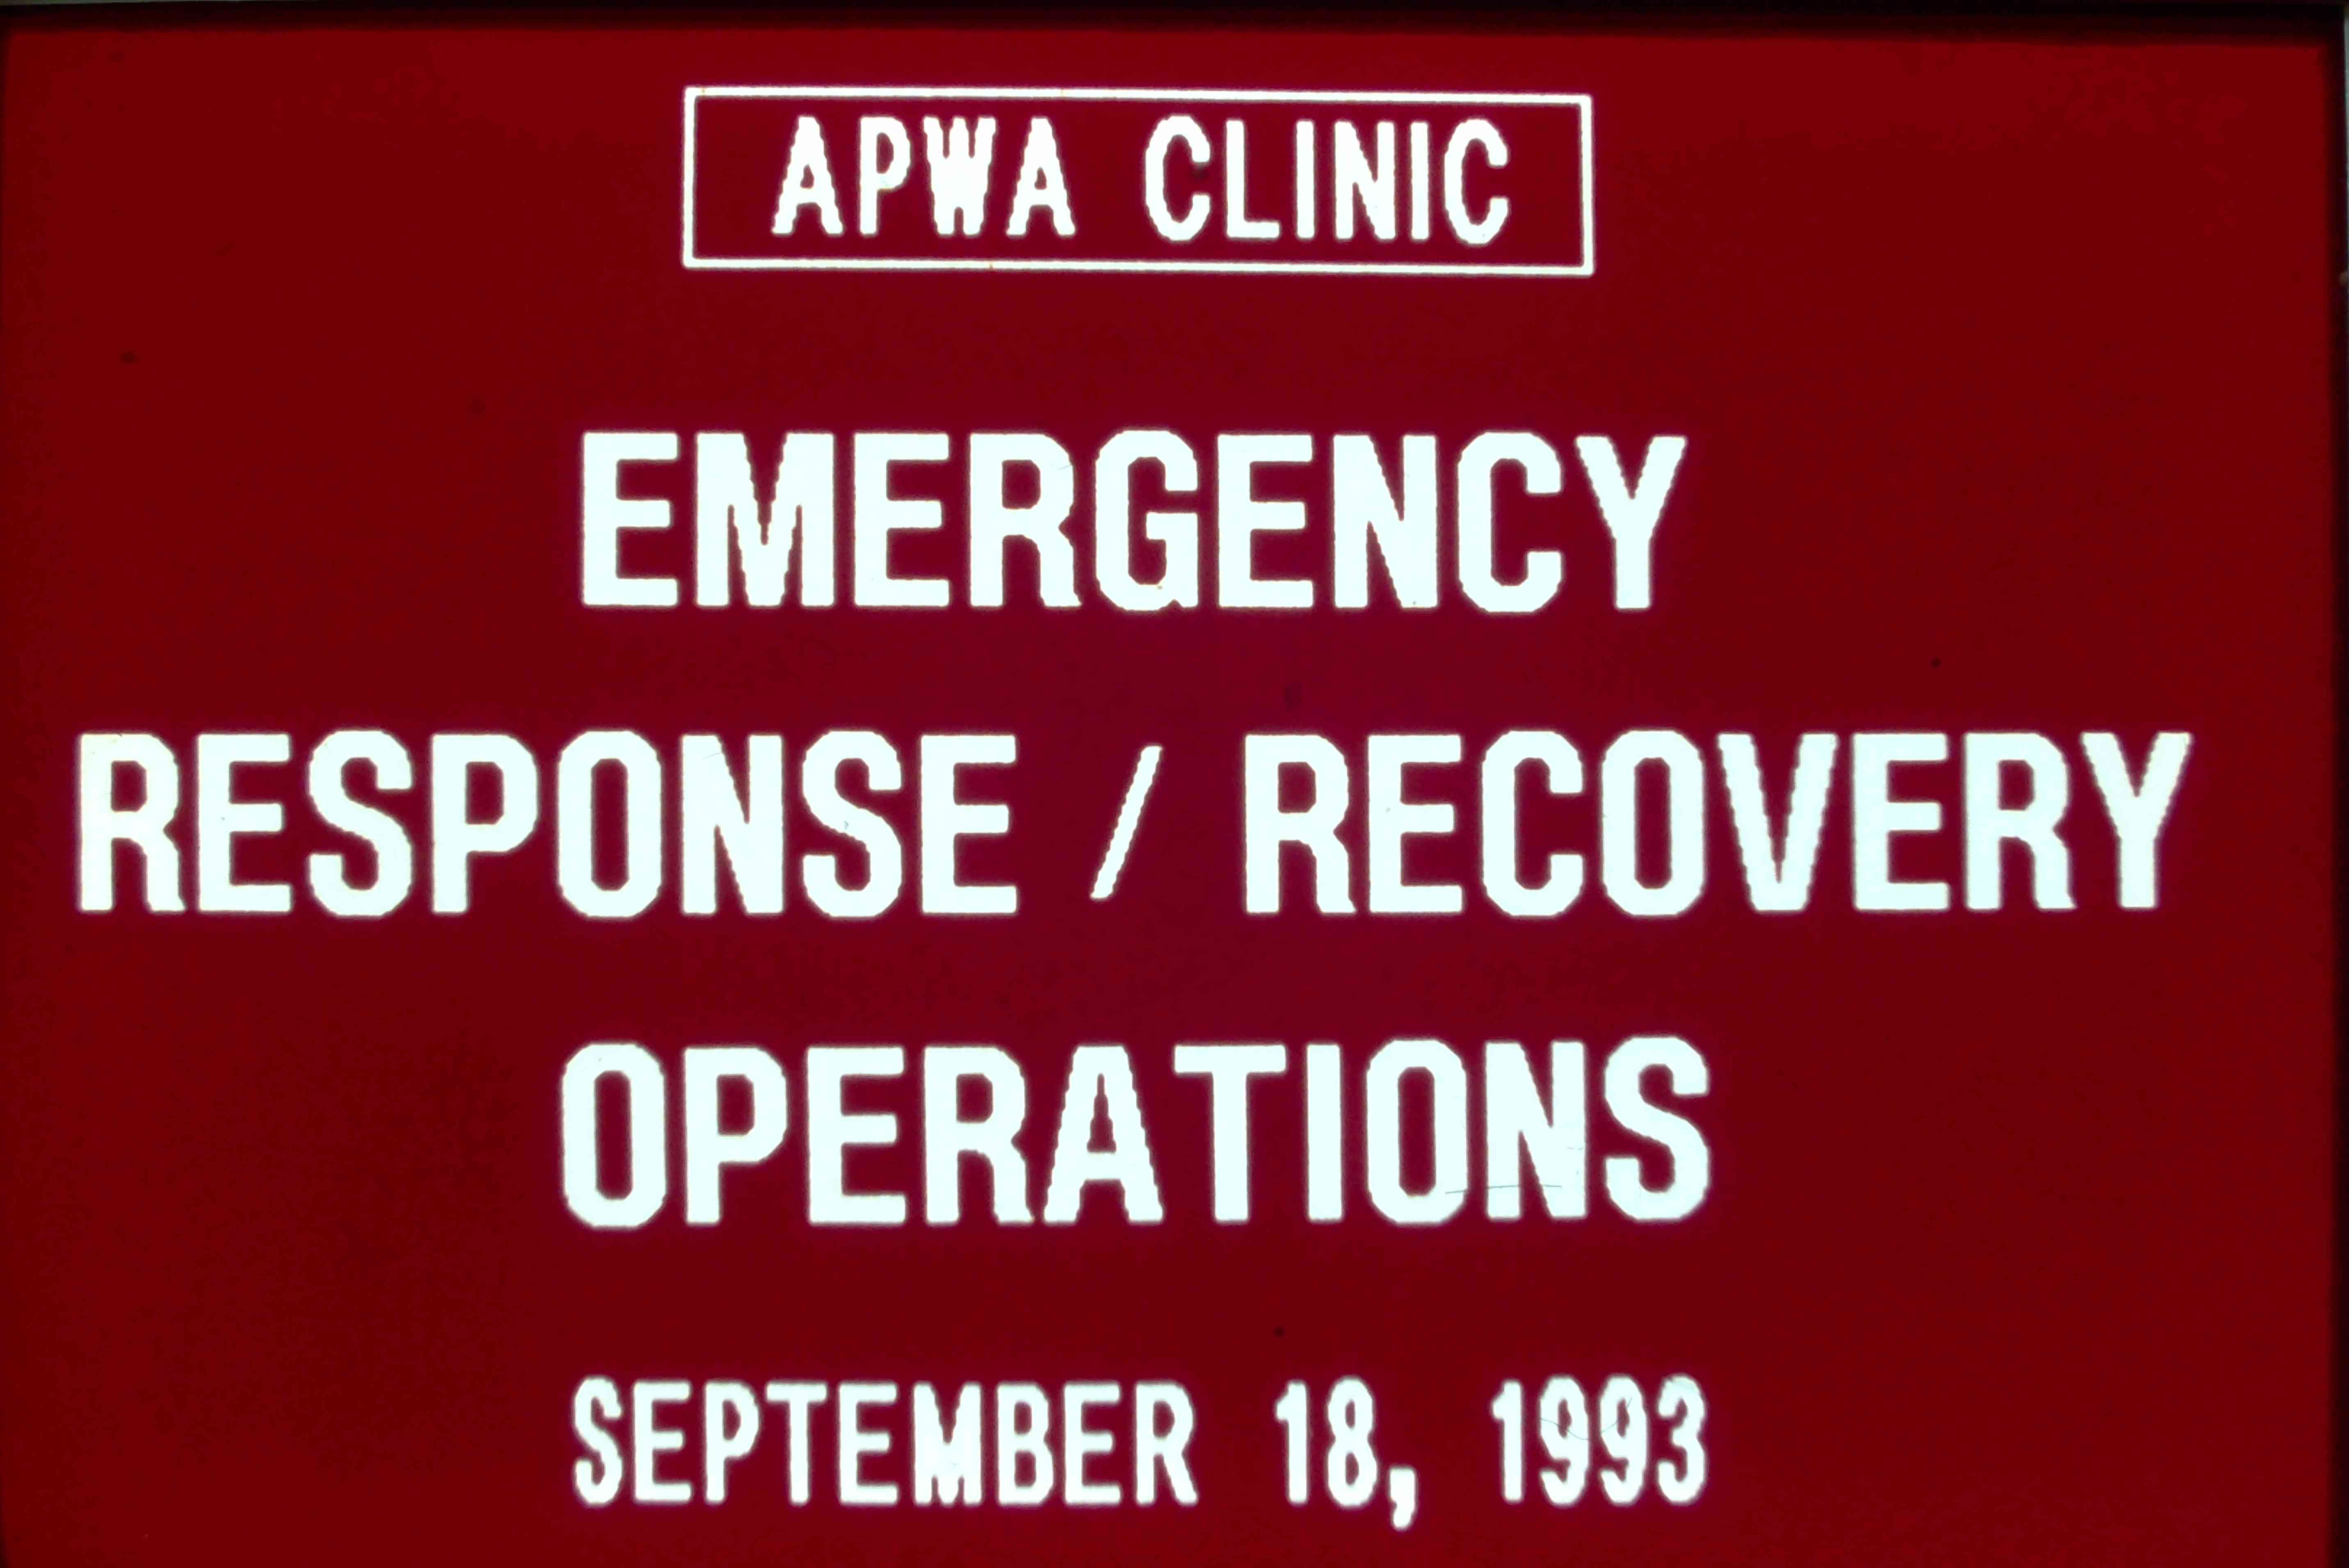 APWA CLINIC
EMERGENCY
RESPONSE / RECOVERY
OPERATIONS
SEPTEMBER 18, 1993